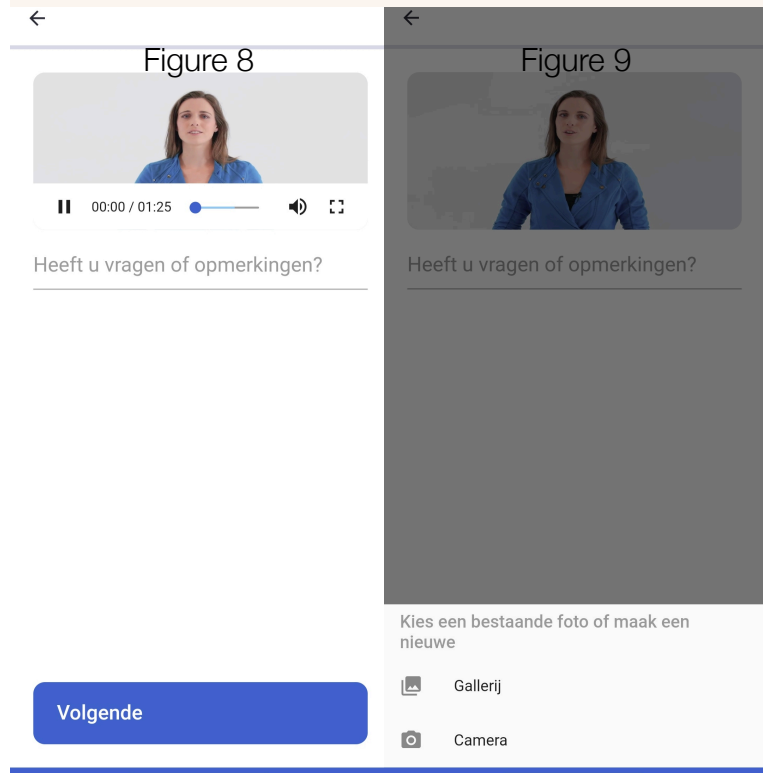 Figure 8
00:00 / 01:25
Heeft u vragen of opmerkingen?
Volgende
Figure 9
Heeft u vragen of opmerkingen?
Kies een bestaande foto of maak een
nieuwe
Gallerij
Camera